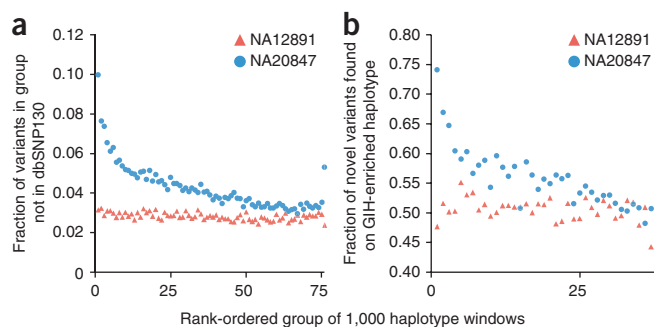 a
NA12891
NA20847
Fraction of variants in group
not in dbSNP130
0.12
0.10
0.08
0.06
0.04
0.02
0
0
25
50
75
b
NA12891
NA20847
Fraction of novel variants found
on GIH-enriched haplotype
0.80
0.75
0.70
0.65
0.60
0.55
0.50
0.45
0.40
0
25
Rank-ordered group of 1,000 haplotype windows